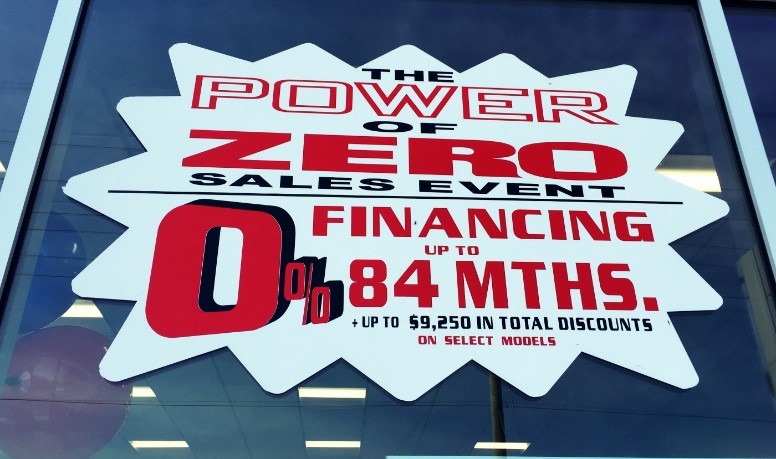 THE
POWER
OF
ZERO
SALES EVENT
0% FINANCING
UP TO
84 MTHS.
+ UP TO $9,250 IN TOTAL DISCOUNTS
ON SELECT MODELS